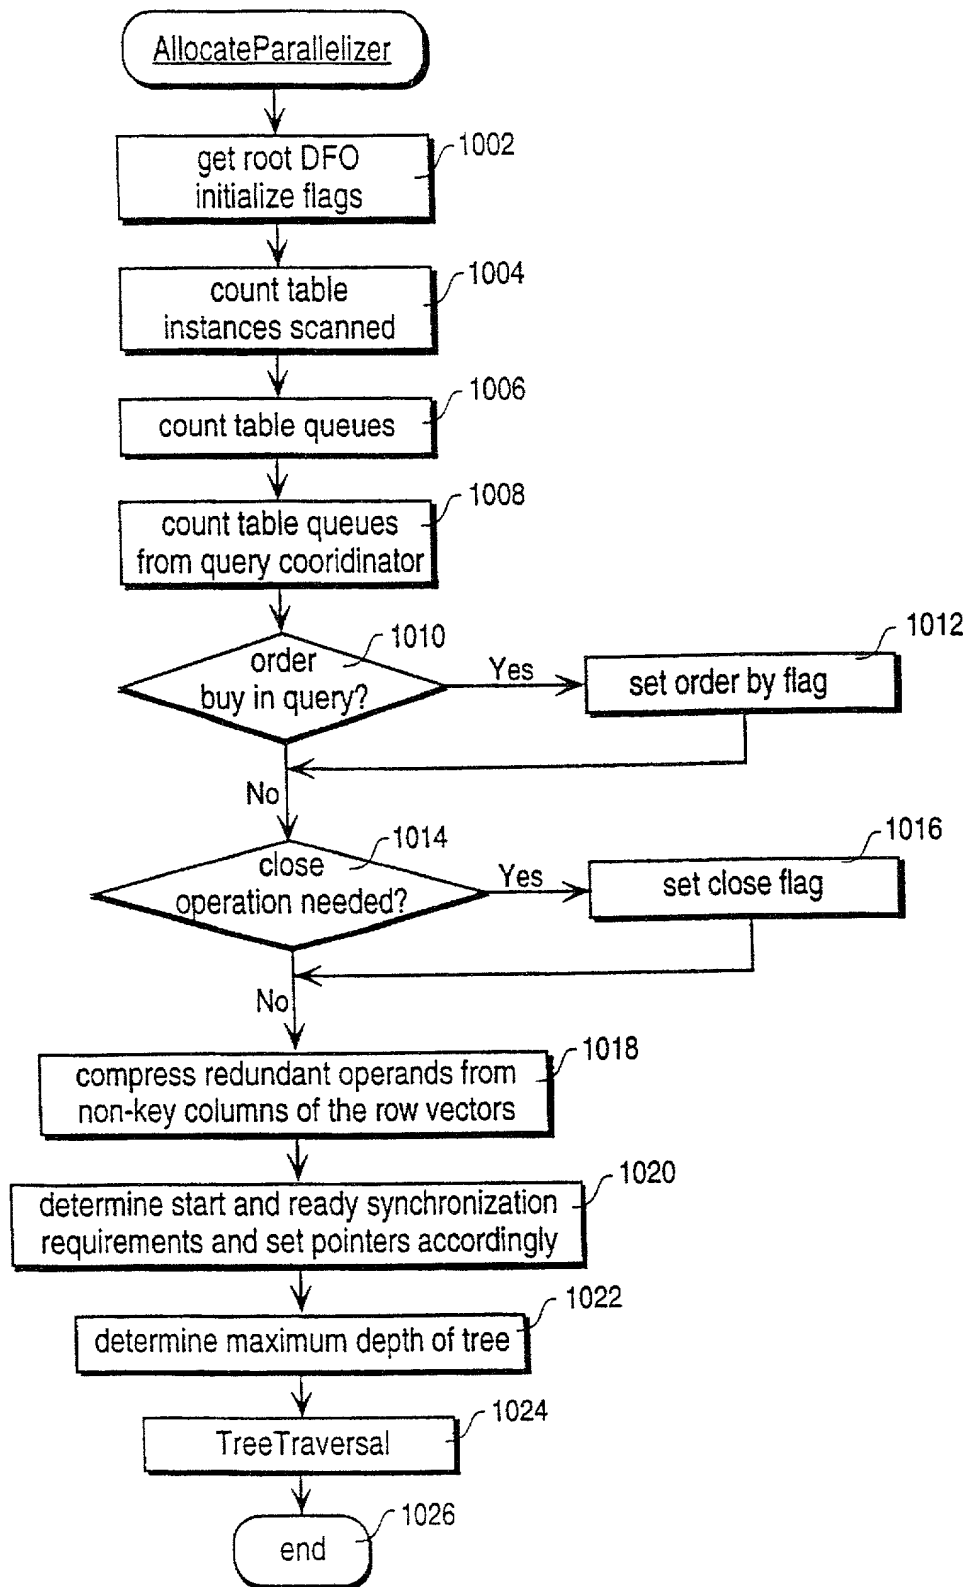 AllocateParallelizer
1002
get root DFO
initialize flags
1004
count table
instances scanned
1006
count table queues
1008
count table queues
from query cooridinator
1010
order
buy in query?
Yes
1012
set order by flag
No
1014
close
operation needed?
Yes
1016
set close flag
No
1018
compress redundant operands from
non-key columns of the row vectors
1020
determine start and ready synchronization
requirements and set pointers accordingly
1022
determine maximum depth of tree
1024
TreeTraversal
1026
end